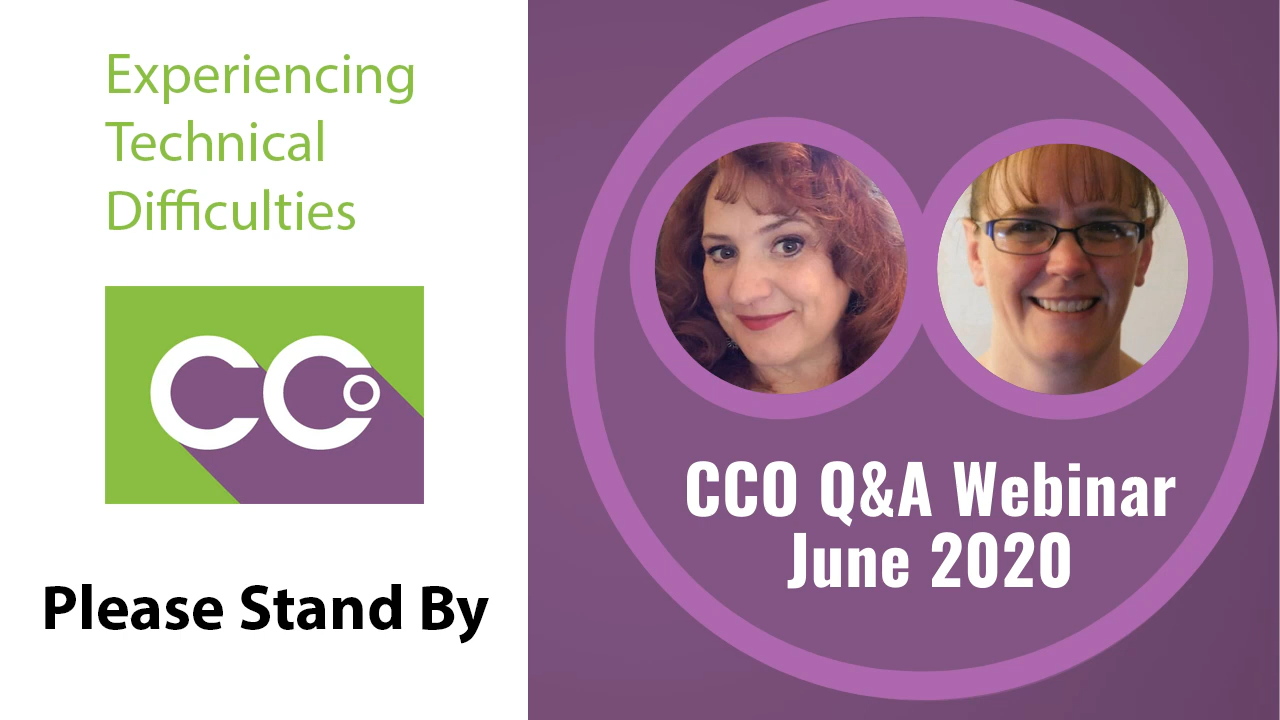 Experiencing
Technical
Difficulties
CCO
Please Stand By
CCO Q&A Webinar
June 2020